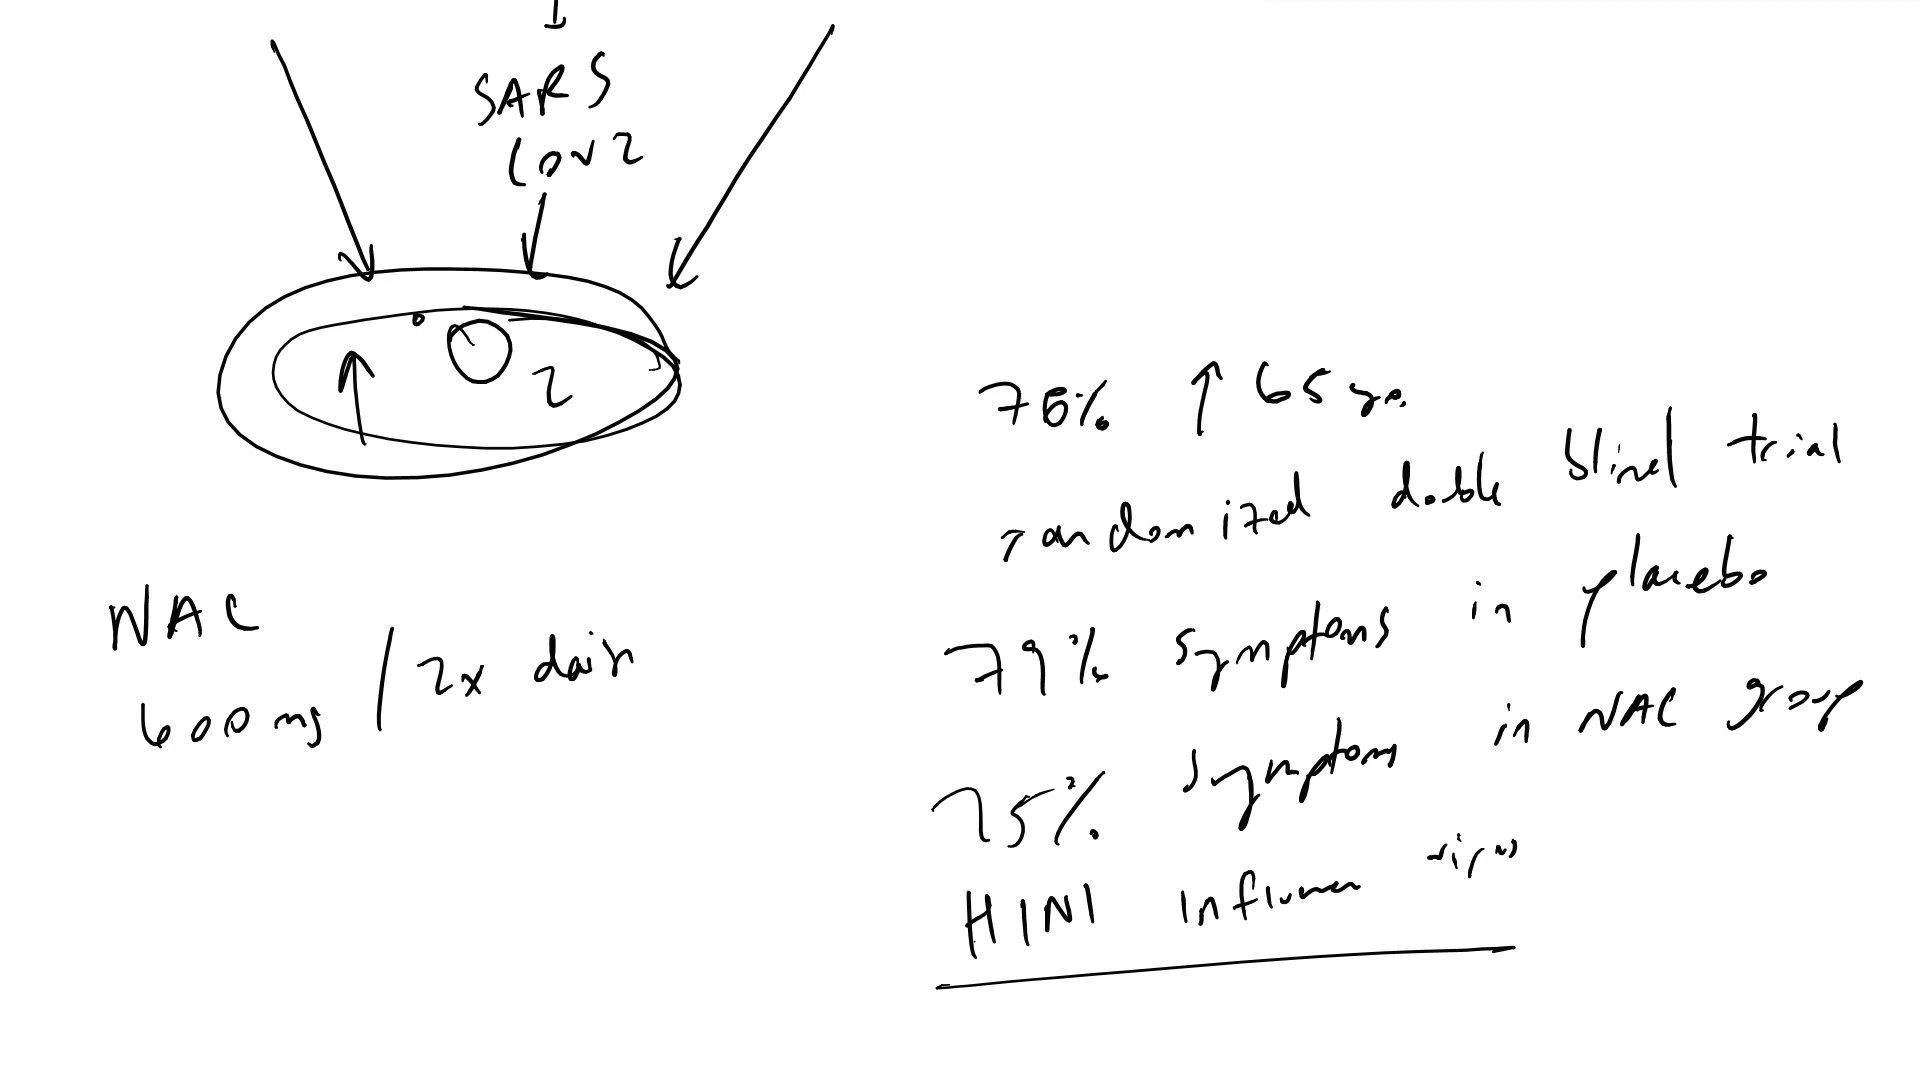 SARS
Cov2
2
↑ 65 yo.
randomized double blind trial
79% symptoms in placebo
25% symptoms in NAC group
H1N1 Influenza virus
NAC
600 mg / 2x daily